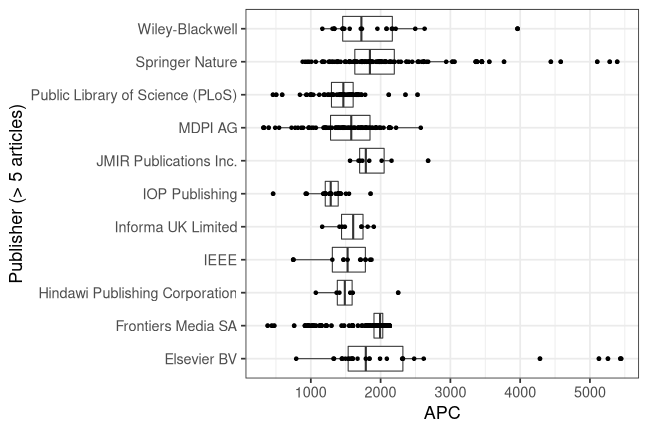 Publisher (> 5 articles)
Wiley-Blackwell
Springer Nature
Public Library of Science (PLoS)
MDPI AG
JMIR Publications Inc.
IOP Publishing
Informa UK Limited
IEEE
Hindawi Publishing Corporation
Frontiers Media SA
Elsevier BV
1000 2000 3000 4000 5000
APC